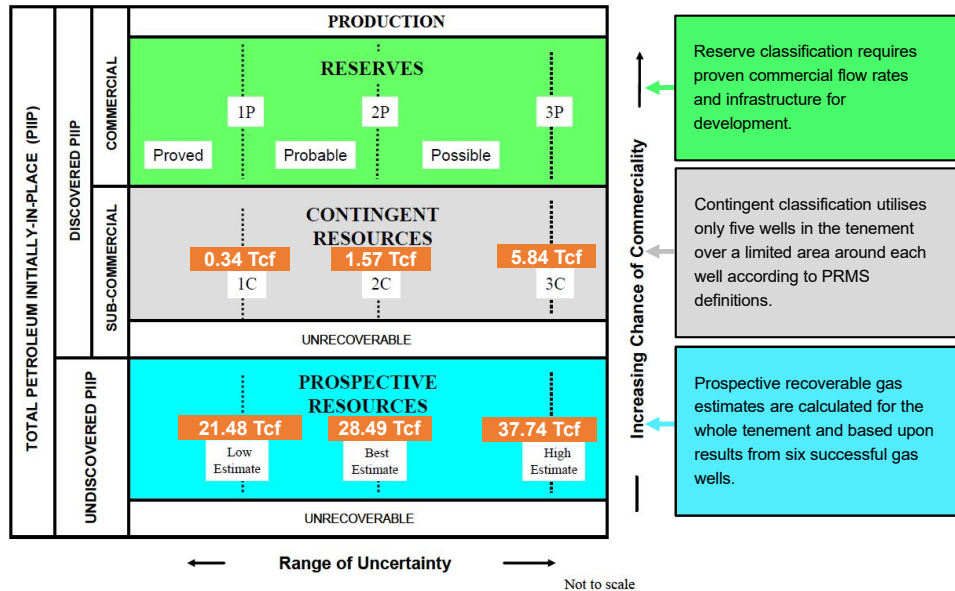 TOTAL PETROLEUM INITIALLY-IN-PLACE (PIIP)
DISCOVERED PIIP
UNDISCOVERED PIIP
COMMERCIAL
SUB-COMMERCIAL
PRODUCTION
RESERVES
1P
2P
3P
Proved
Probable
Possible
CONTINGENT
RESOURCES
0.34 Tcf
1.57 Tcf
5.84 Tcf
1C
2C
3C
UNRECOVERABLE
PROSPECTIVE
RESOURCES
21.48 Tcf
28.49 Tcf
37.74 Tcf
Low
Estimate
Best
Estimate
High
Estimate
UNRECOVERABLE
Range of Uncertainty
Not to scale
Increasing Chance of Commerciality
Reserve classification requires
proven commercial flow rates
and infrastructure for
development.
Contingent classification utilises
only five wells in the tenement
over a limited area around each
well according to PRMS
definitions.
Prospective recoverable gas
estimates are calculated for the
whole tenement and based upon
results from six successful gas
wells.